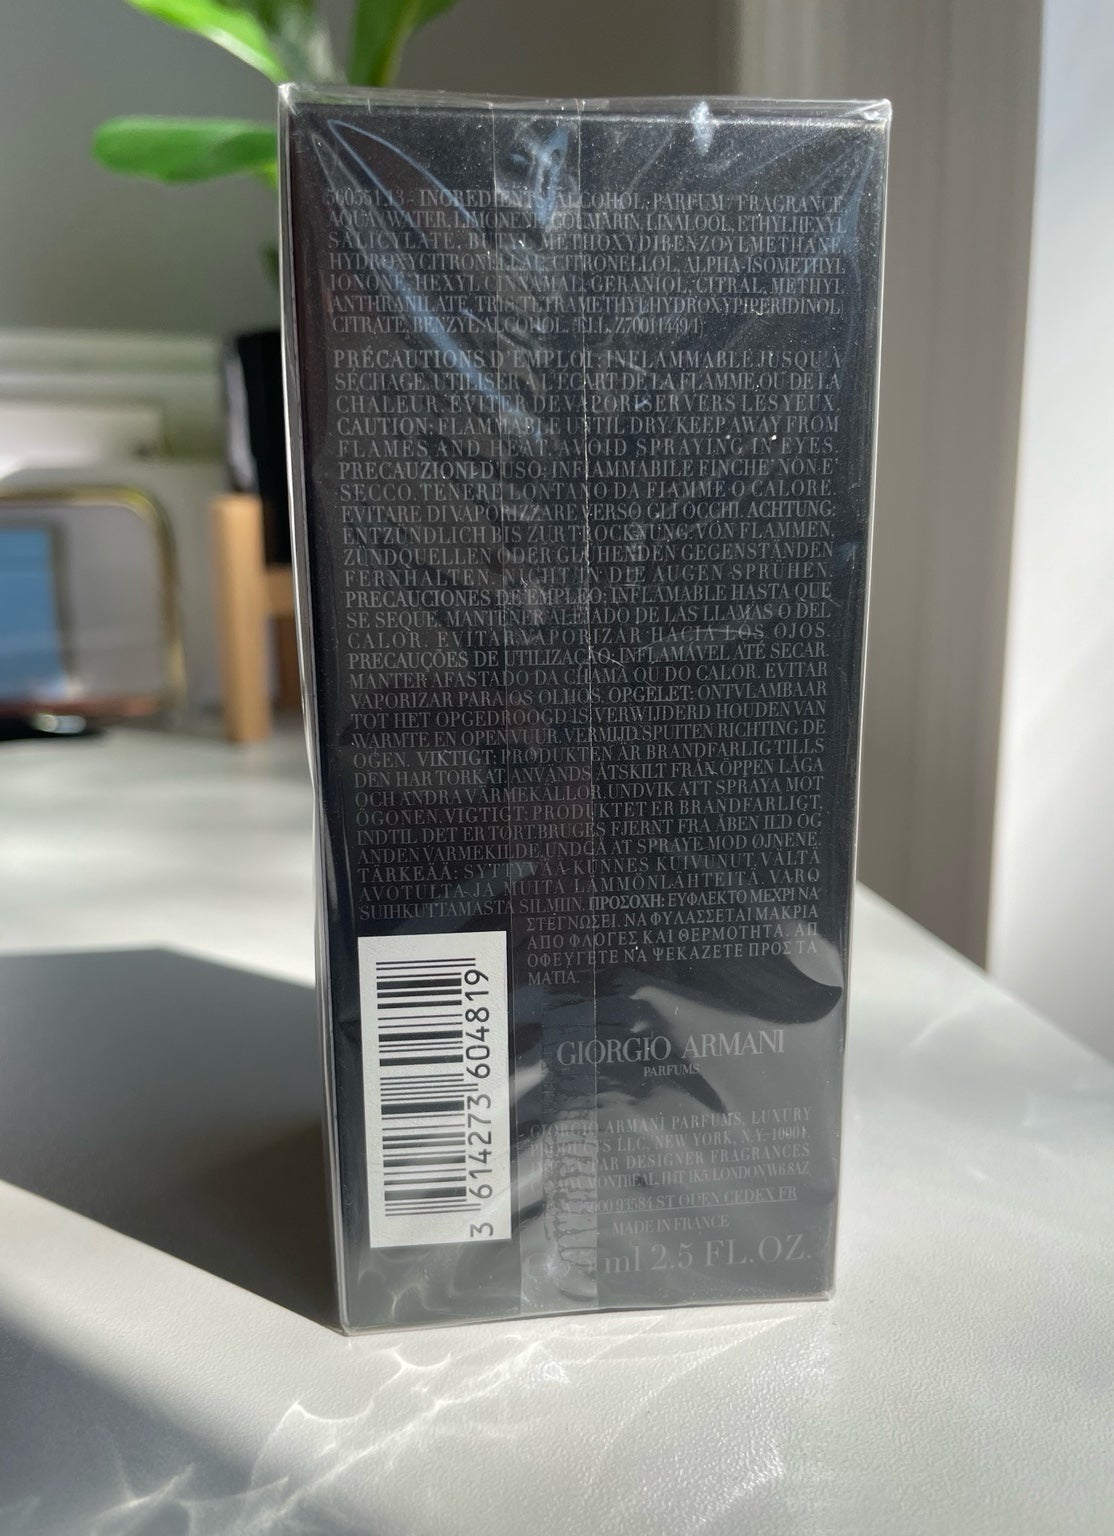 560551 13 - INGREDIENTS: ALCOHOL, PARFUM / FRAGRANCE,
AQUA / WATER, LIMONENE, COUMARIN, LINALOOL, ETHYLHEXYL
SALICYLATE, BUTYL METHOXYDIBENZOYLMETHANE,
HYDROXYCITRONELLAL, CITRONELLOL, ALPHA-ISOMETHYL
IONONE, HEXYL CINNAMAL, GERANIOL, CITRAL, METHYL
ANTHRANILATE, TRIS(TETRAMETHYLHYDROXYPIPERIDINOL)
CITRATE, BENZYL ALCOHOL. (F.I.L. Z70011449/1)
PRÉCAUTIONS D'EMPLOI: INFLAMMABLE JUSQU'À
SÉCHAGE. UTILISER À L'ÉCART DE LA FLAMME OU DE LA
CHALEUR. ÉVITER DE VAPORISER VERS LES YEUX.
CAUTION: FLAMMABLE UNTIL DRY. KEEP AWAY FROM
FLAMES AND HEAT. AVOID SPRAYING IN EYES.
PRECAUZIONI D'USO: INFIAMMABILE FINCHE' NON E'
SECCO. TENERE LONTANO DA FIAMME O CALORE.
EVITARE DI VAPORIZZARE VERSO GLI OCCHI. ACHTUNG:
ENTZÜNDLICH BIS ZUR TROCKNUNG. VON FLAMMEN,
ZÜNDQUELLEN ODER GLÜHENDEN GEGENSTÄNDEN
FERNHALTEN. NICHT IN DIE AUGEN SPRÜHEN.
PRECAUCIONES DE EMPLEO: INFLAMABLE HASTA QUE
SE SEQUE. MANTENER ALEJADO DE LAS LLAMAS O DEL
CALOR. EVITAR VAPORIZAR HACIA LOS OJOS.
PRECAUÇÕES DE UTILIZAÇÃO: INFLAMÁVEL ATÉ SECAR.
MANTER AFASTADO DA CHAMA OU DO CALOR. EVITAR
VAPORIZAR PARA OS OLHOS. OPGELET: ONTVLAMBAAR
TOT HET OPGEDROOGD IS. VERWIJDERD HOUDEN VAN
WARMTE EN OPEN VUUR. VERMIJD SPUITEN RICHTING DE
OGEN. VIKTIGT: PRODUKTEN ÄR BRANDFARLIG TILLS
DEN HAR TORKAT. ANVÄNDS ÅTSKILT FRÅN ÖPPEN LÅGA
OCH ANDRA VÄRMEKÄLLOR. UNDVIK ATT SPRAYA MOT
ÖGONEN. VIGTIGT: PRODUKTET ER BRANDFARLIGT,
INDTIL DET ER TØRT. BRUGES FJERNT FRA ÅBEN ILD OG
ANDEN VARMEKILDE. UNDGÅ AT SPRAYE MOD ØJNENE.
TÄRKEÄÄ: SYTTYVÄÄ KUNNES KUIVUNUT. VÄLTÄ
AVOTULTA JA MUITA LÄMMÖNLÄHTEITÄ. VARO
SUIHKUTTAMASTA SILMIIN. ΠΡΟΣΟΧΗ: ΕΥΦΛΕΚΤΟ ΜΕΧΡΙ ΝΑ
ΣΤΕΓΝΩΣΕΙ. ΝΑ ΦΥΛΑΣΣΕΤΑΙ ΜΑΚΡΙΑ
ΑΠΟ ΦΛΟΓΕΣ ΚΑΙ ΘΕΡΜΟΤΗΤΑ. ΑΠ
ΟΦΕΥΓΕΤΕ ΝΑ ΨΕΚΑΖΕΤΕ ΠΡΟΣ ΤΑ
ΜΑΤΙΑ.
3 614273 604819
GIORGIO ARMANI
PARFUMS
GIORGIO ARMANI PARFUMS, LUXURY
LLC, NEW YORK, N.Y. 10001.
DESIGNER FRAGRANCES
MONTRÉAL, H4T 1K5. LONDON W6 8AZ
93584 ST OUEN CEDEX. FR
MADE IN FRANCE
ml 2.5 FL.OZ.